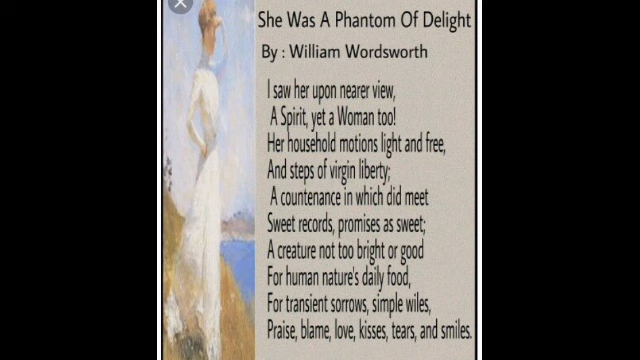 She Was A Phantom Of Delight
By : William Wordsworth
I saw her upon nearer view,
A Spirit, yet a Woman too!
Her household motions light and free,
And steps of virgin liberty;
A countenance in which did meet
Sweet records, promises as sweet;
A creature not too bright or good
For human nature's daily food,
For transient sorrows, simple wiles,
Praise, blame, love, kisses, tears, and smiles.